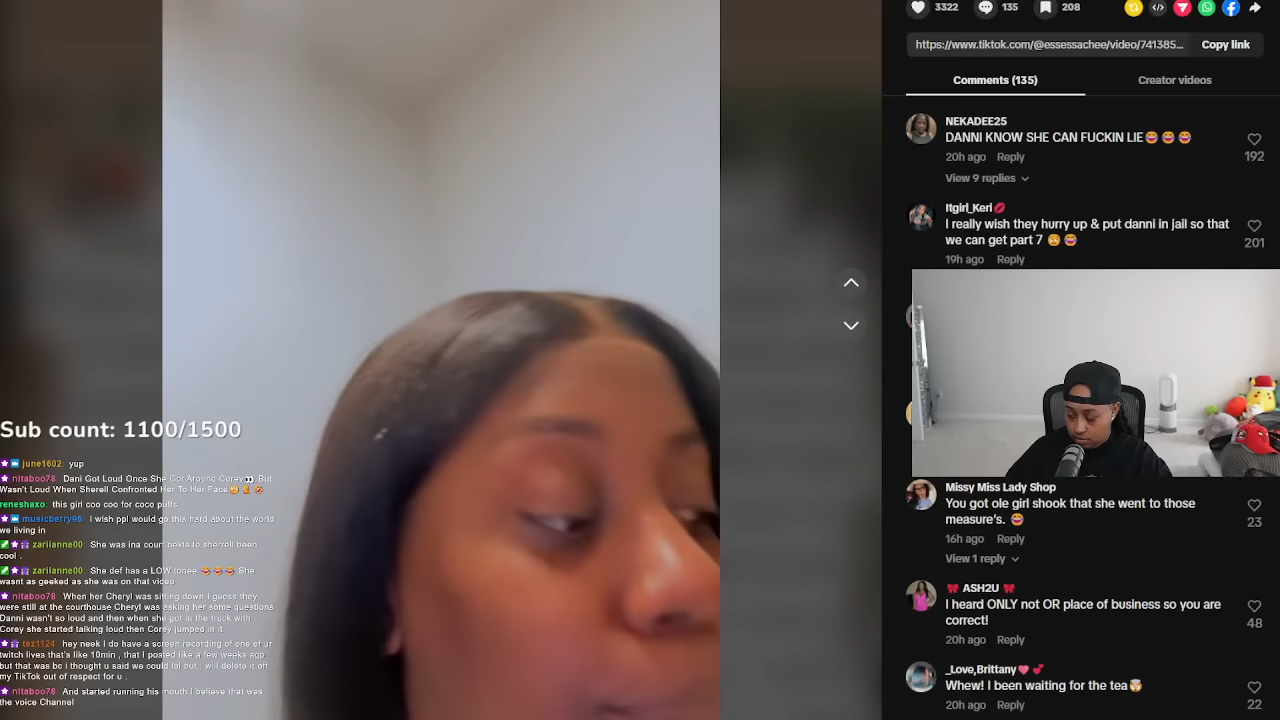 3322
135
208
https://www.tiktok.com/@essessachee/video/741385...
Copy link
Comments (135)
Creator videos
NEKADEE25
DANNI KNOW SHE CAN FUCKIN LIE😂😂😂
20h ago Reply
192
View 9 replies
Itgirl_Keri💋
I really wish they hurry up & put danni in jail so that
we can get part 7 😩😂
19h ago Reply
201
Missy Miss Lady Shop
You got ole girl shook that she went to those
measure's. 😂
16h ago Reply
23
View 1 reply
🎀 ASH2U 🎀
I heard ONLY not OR place of business so you are
correct!
20h ago Reply
48
_Love,Brittany💗💕
Whew! I been waiting for the tea🤯
20h ago Reply
22
Sub count: 1100/1500
june1602: yup
nitaboo78: Dani Got Loud Once She Got Around Corey👀 But
Wasn't Loud When Sherell Confronted Her To Her Face
reneshaxo: this girl coo coo for coco puffs
musicberry96: I wish ppl would go this hard about the world
we living in
zariianne00: She was ina court nexts to sherrell been
cool .
zariianne00: She def has a LOW tonee 😂😂😂 She
wasnt as geeked as she was on that video
nitaboo78: When her Cheryl was sitting down I guess they
were still at the courthouse Cheryl was asking her some questions
Danni wasn't so loud and then when she got in the truck with
Corey she started talking loud then Corey jumped in it
taz1124: hey neek I do have a screen recording of one of ur
twitch lives that's like 10min , that I posted like a few weeks ago
but that was bc i thought u said we could lol but i will delete it off
my TikTok out of respect for u .
nitaboo78: And started running his mouth I believe that was
the voice Channel